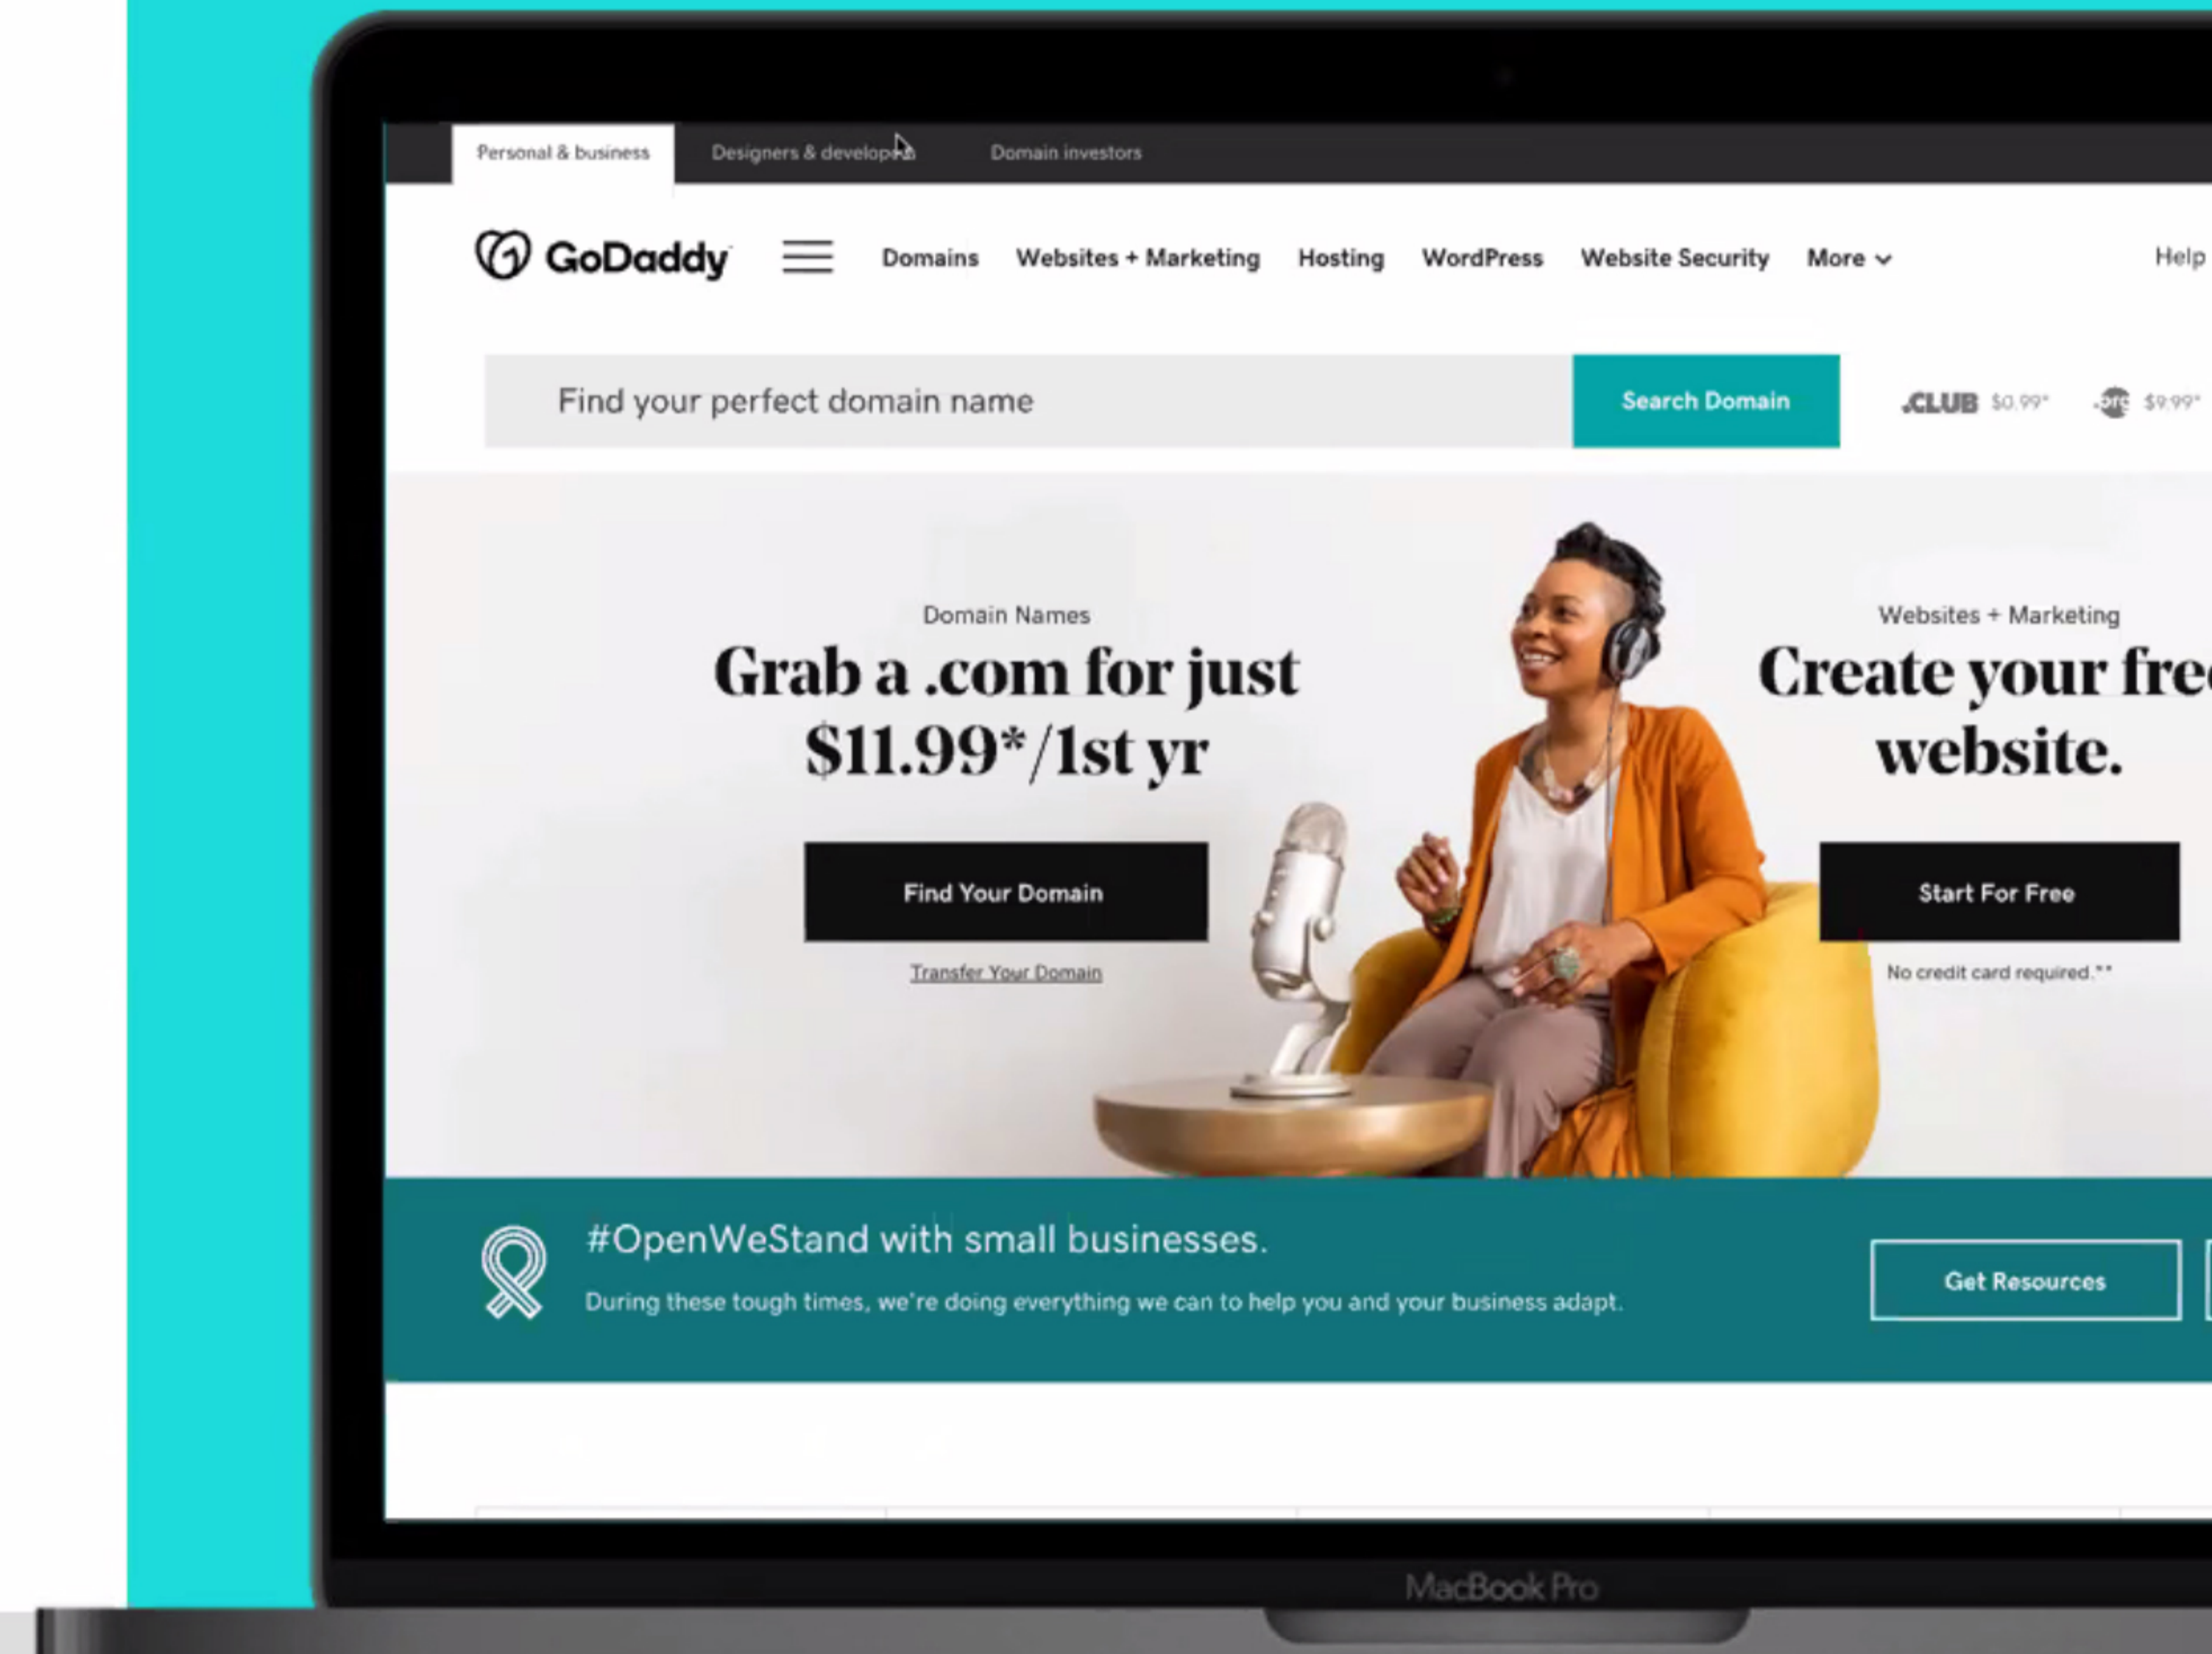 Personal & business
Designers & developers
Domain investors
GoDaddy
Domains
Websites + Marketing
Hosting
WordPress
Website Security
More
Help
Find your perfect domain name
Search Domain
.CLUB $0.99*
.org $9.99*
Domain Names
Grab a .com for just
$11.99*/1st yr
Find Your Domain
Transfer Your Domain
Websites + Marketing
Create your free
website.
Start For Free
No credit card required.**
#OpenWeStand with small businesses.
During these tough times, we're doing everything we can to help you and your business adapt.
Get Resources
MacBook Pro